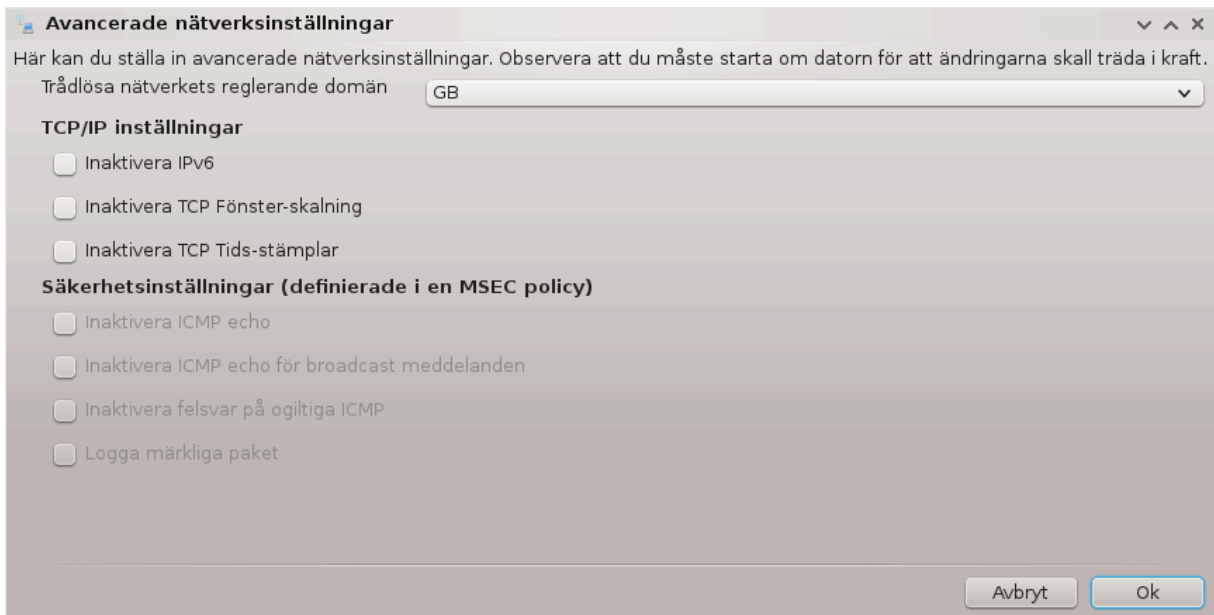 Avancerade nätverksinställningar
Här kan du ställa in avancerade nätverksinställningar. Observera att du måste starta om datorn för att ändringarna skall träda i kraft.
Trådlösa nätverkets reglerande domän GB
TCP/IP inställningar
Inaktivera IPv6
Inaktivera TCP Fönster-skalning
Inaktivera TCP Tids-stämplar
Säkerhetsinställningar (definierade i en MSEC policy)
Inaktivera ICMP echo
Inaktivera ICMP echo för broadcast meddelanden
Inaktivera felsvar på ogiltiga ICMP
Logga märkliga paket
Avbryt Ok